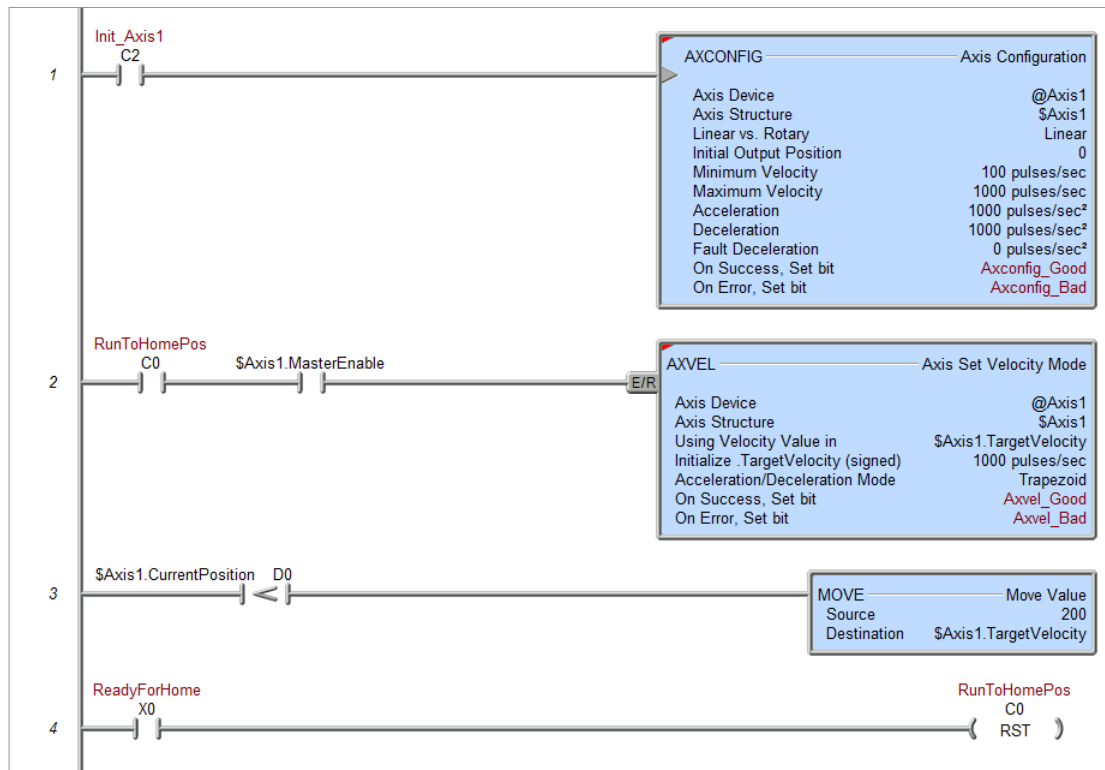 Init_Axis1
C2
1
AXCONFIG Axis Configuration
Axis Device @Axis1
Axis Structure $Axis1
Linear vs. Rotary Linear
Initial Output Position 0
Minimum Velocity 100 pulses/sec
Maximum Velocity 1000 pulses/sec
Acceleration 1000 pulses/sec²
Deceleration 1000 pulses/sec²
Fault Deceleration 0 pulses/sec²
On Success, Set bit Axconfig_Good
On Error, Set bit Axconfig_Bad
RunToHomePos
C0 $Axis1.MasterEnable
2
E/R
AXVEL Axis Set Velocity Mode
Axis Device @Axis1
Axis Structure $Axis1
Using Velocity Value in $Axis1.TargetVelocity
Initialize .TargetVelocity (signed) 1000 pulses/sec
Acceleration/Deceleration Mode Trapezoid
On Success, Set bit Axvel_Good
On Error, Set bit Axvel_Bad
$Axis1.CurrentPosition D0
3 <
MOVE Move Value
Source 200
Destination $Axis1.TargetVelocity
ReadyForHome RunToHomePos
X0 C0
4 ( RST )